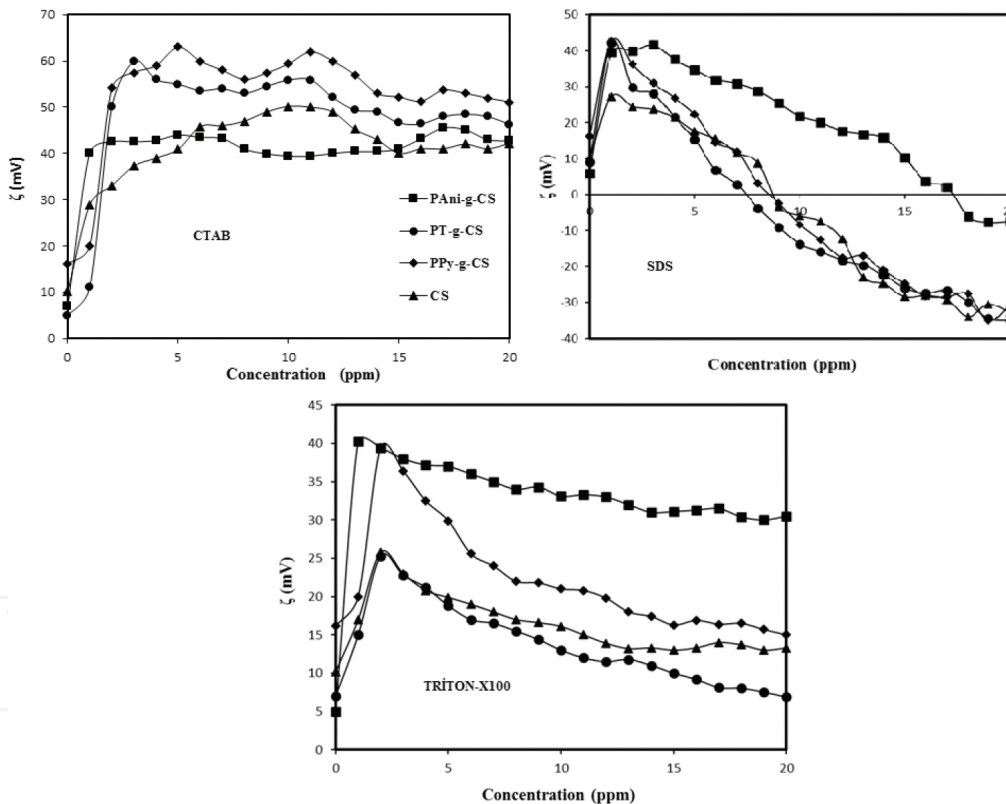 70
60
50
40
30
20
10
0
ζ (mV)
0 5 10 15 20
Concentration (ppm)
CTAB
PAni-g-CS
PT-g-CS
PPy-g-CS
CS
50
40
30
20
10
0
-10
-20
-30
-40
ζ (mV)
0 5 10 15 20
SDS
Concentration (ppm)
45
40
35
30
25
20
15
10
5
0
ζ (mV)
TRİTON-X100
0 5 10 15 20
Concentration (ppm)